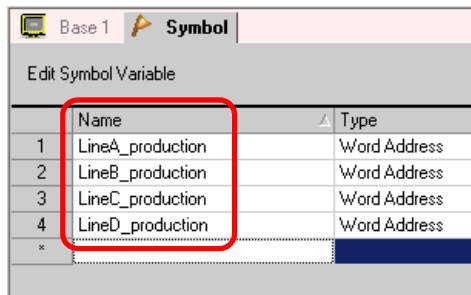 Base 1 Symbol
Edit Symbol Variable
Name Type
1 LineA_production Word Address
2 LineB_production Word Address
3 LineC_production Word Address
4 LineD_production Word Address
*